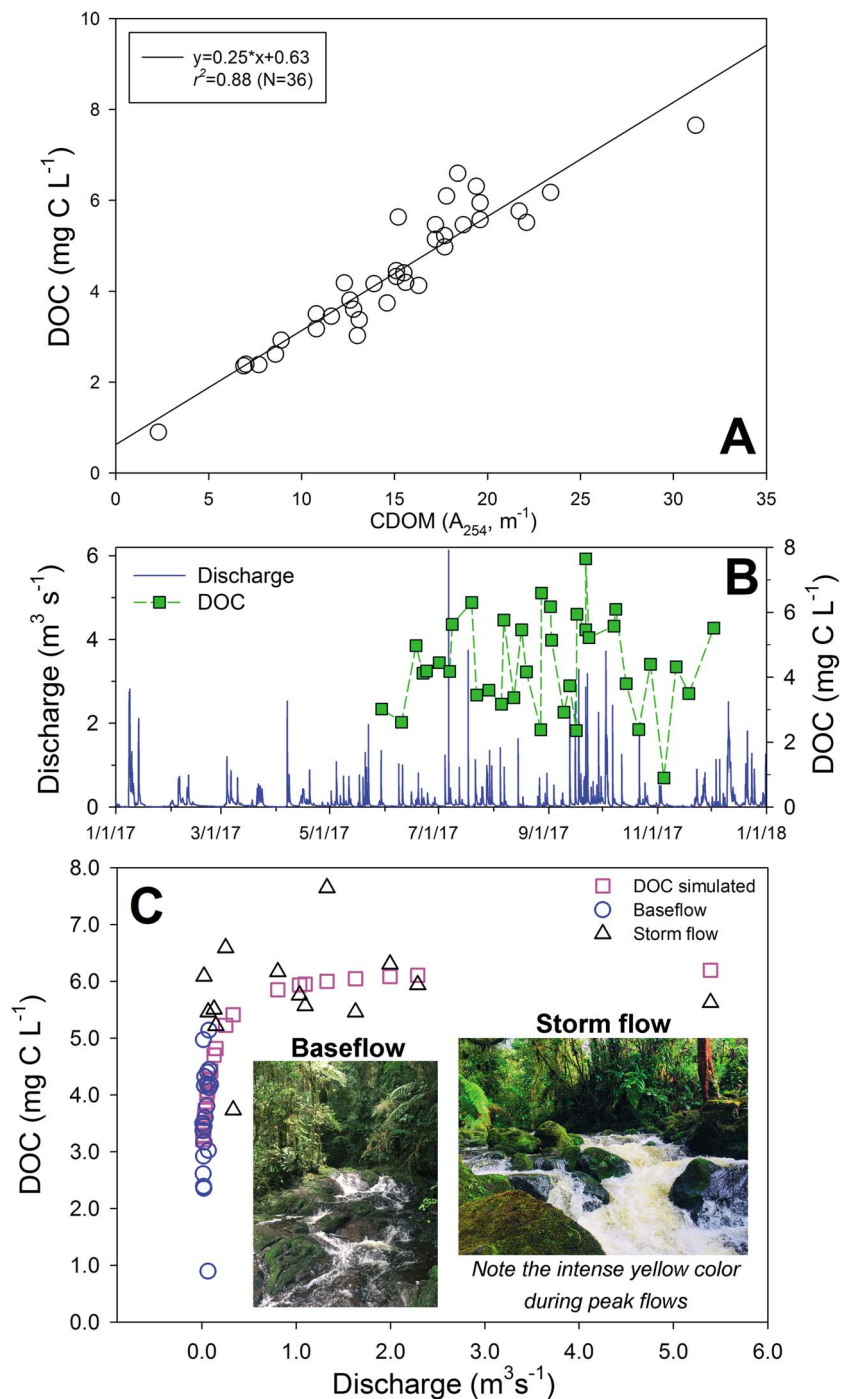 10
8
6
4
2
0
DOC (mg C L⁻¹)
y=0.25*x+0.63
r²=0.88 (N=36)
A
0 5 10 15 20 25 30 35
CDOM (A₂₅₄, m⁻¹)
6
4
2
0
Discharge (m³ s⁻¹)
Discharge
DOC
B
8
6
4
2
0
DOC (mg C L⁻¹)
1/1/17 3/1/17 5/1/17 7/1/17 9/1/17 11/1/17 1/1/18
8.0
7.0
6.0
5.0
4.0
3.0
2.0
1.0
0.0
DOC (mg C L⁻¹)
C
DOC simulated
Baseflow
Storm flow
Baseflow
Storm flow
Note the intense yellow color
during peak flows
0.0 1.0 2.0 3.0 4.0 5.0 6.0
Discharge (m³s⁻¹)